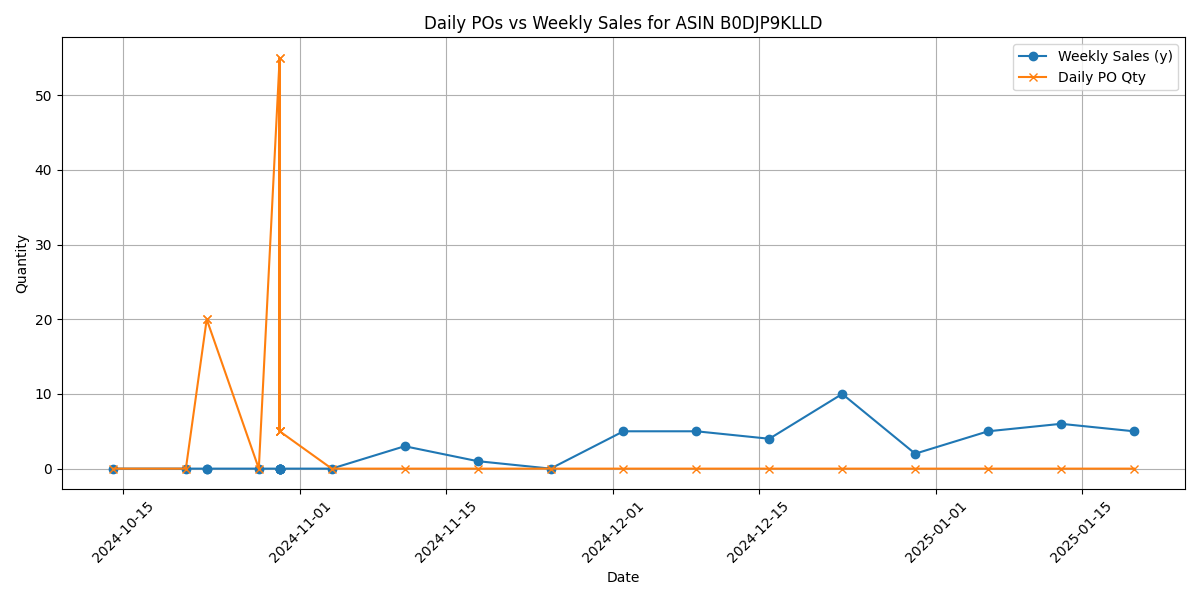 Daily POs vs Weekly Sales for ASIN B0DJP9KLLD
Weekly Sales (y)
Daily PO Qty
Quantity
50
40
30
20
10
0
2024-10-15
2024-11-01
2024-11-15
2024-12-01
2024-12-15
2025-01-01
2025-01-15
Date